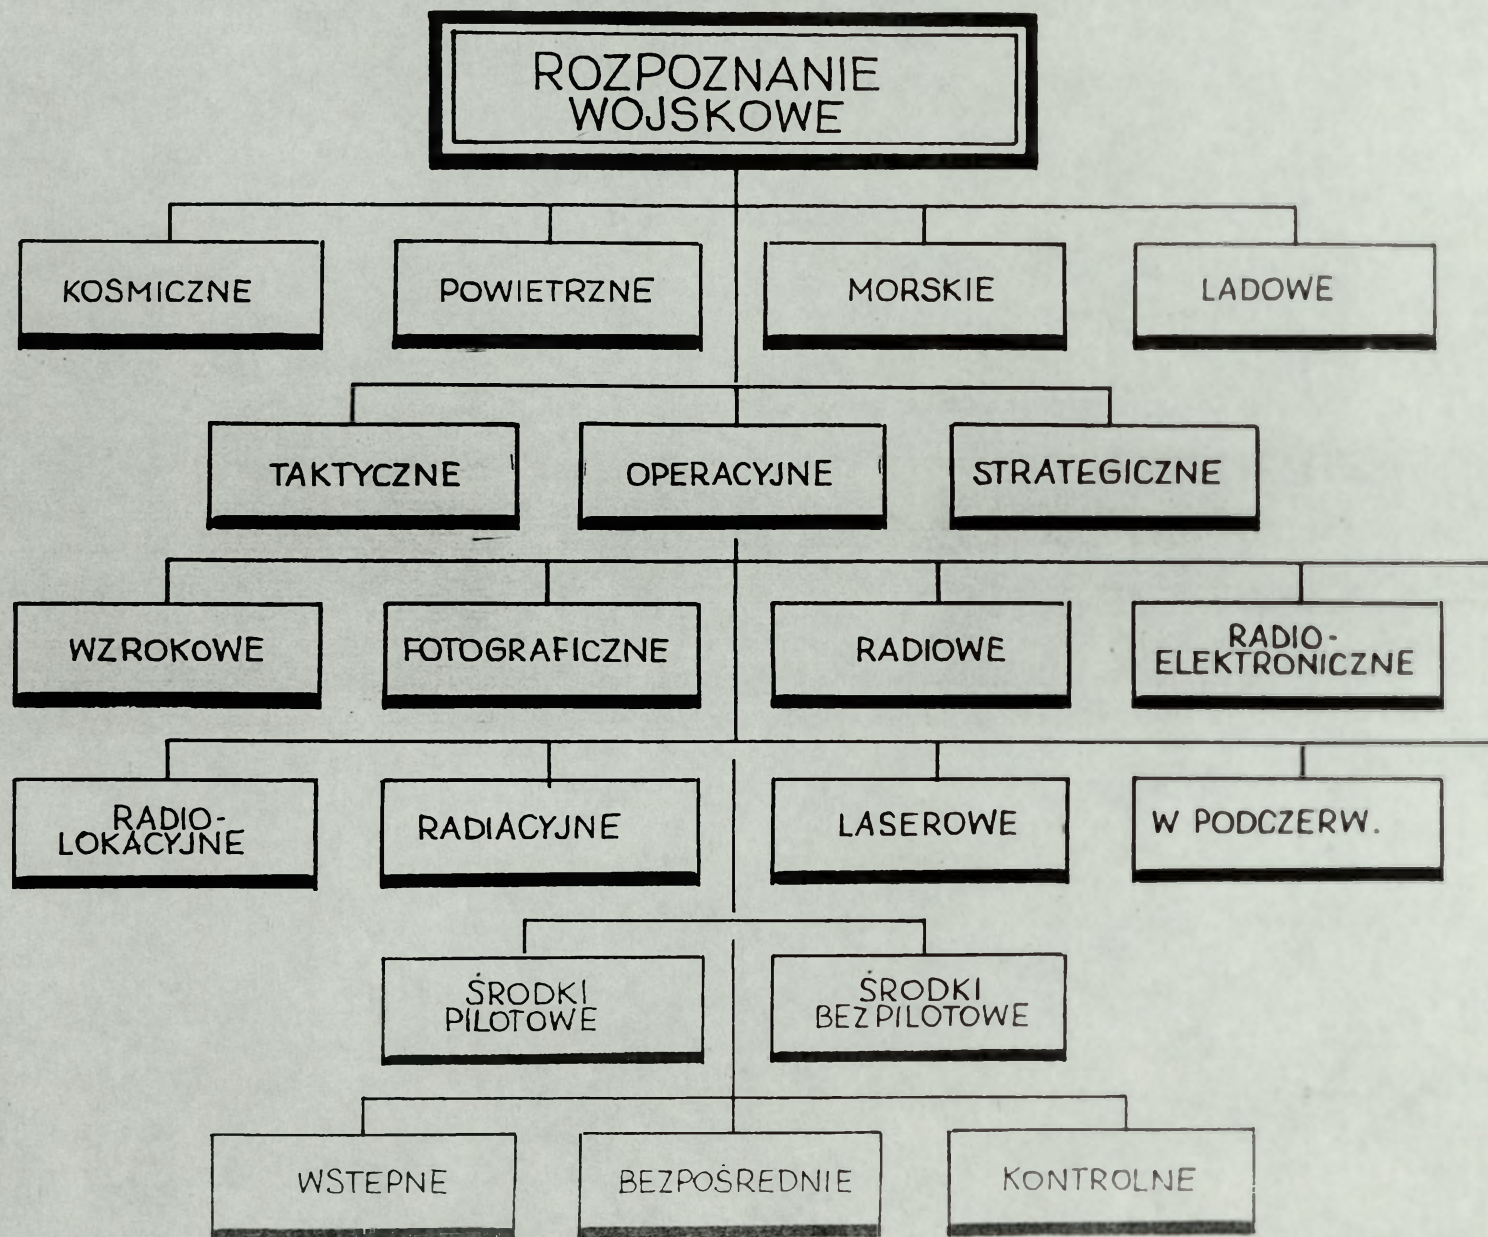 ROZPOZNANIE
WOJSKOWE
KOSMICZNE
POWIETRZNE
MORSKIE
LADOWE
TAKTYCZNE
OPERACYJNE
STRATEGICZNE
WZROKOWE
FOTOGRAFICZNE
RADIOWE
RADIO-
ELEKTRONICZNE
RADIO-
LOKACYJNE
RADIACYJNE
LASEROWE
W PODCZERW.
ŚRODKI
PILOTOWE
ŚRODKI
BEZPILOTOWE
WSTEPNE
BEZPOŚREDNIE
KONTROLNE